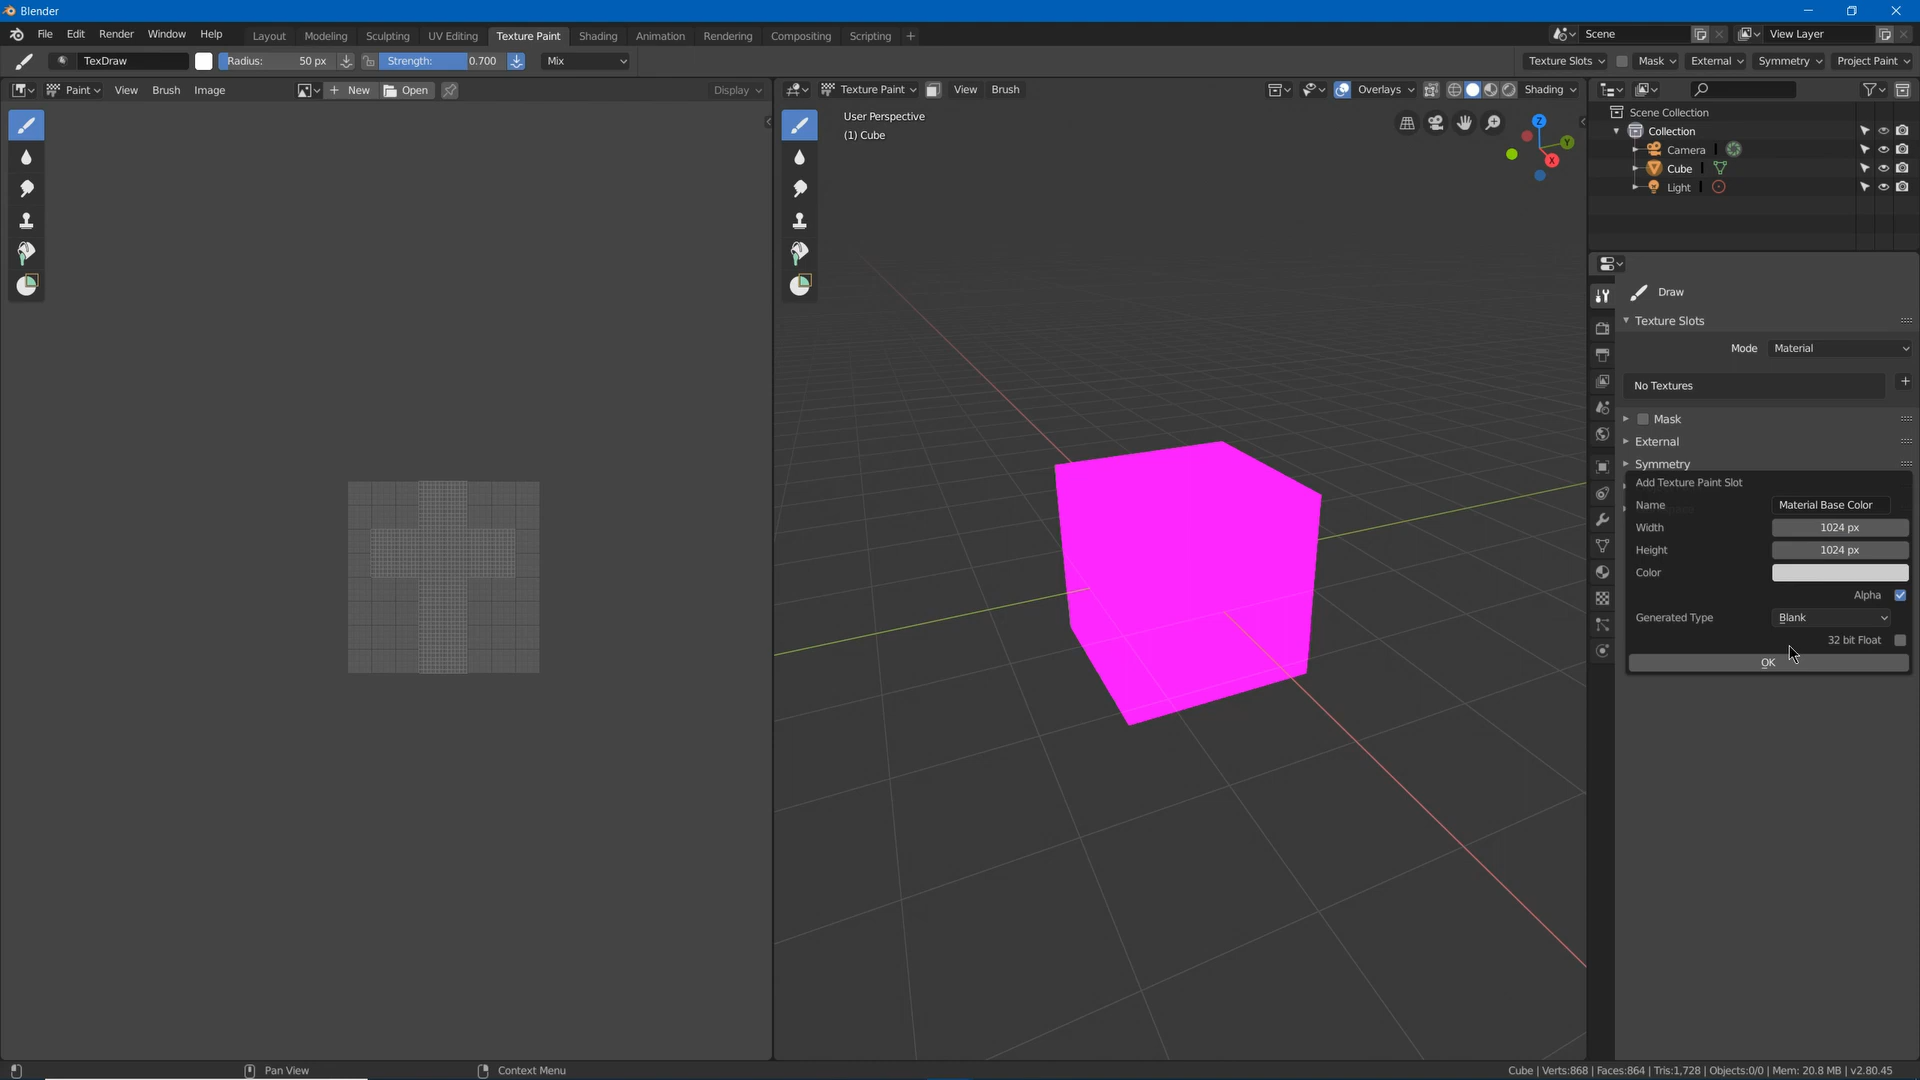 Blender
File Edit Render Window Help Layout Modeling Sculpting UV Editing Texture Paint Shading Animation Rendering Compositing Scripting + Scene View Layer
TexDraw Radius: 50 px Strength: 0.700 Mix Texture Slots Mask External Symmetry Project Paint
Paint View Brush Image + New Open Display
Texture Paint View Brush Overlays Shading
User Perspective
(1) Cube
Z
Y
X
Scene Collection
Collection
Camera
Cube
Light
Draw
Texture Slots
Mode Material
No Textures +
Mask
External
Symmetry
Add Texture Paint Slot
Name Material Base Color
Width 1024 px
Height 1024 px
Color
Alpha
Generated Type Blank
32 bit Float
OK
Pan View Context Menu Cube | Verts:868 | Faces:864 | Tris:1,728 | Objects:0/0 | Mem: 20.8 MB | v2.80.45